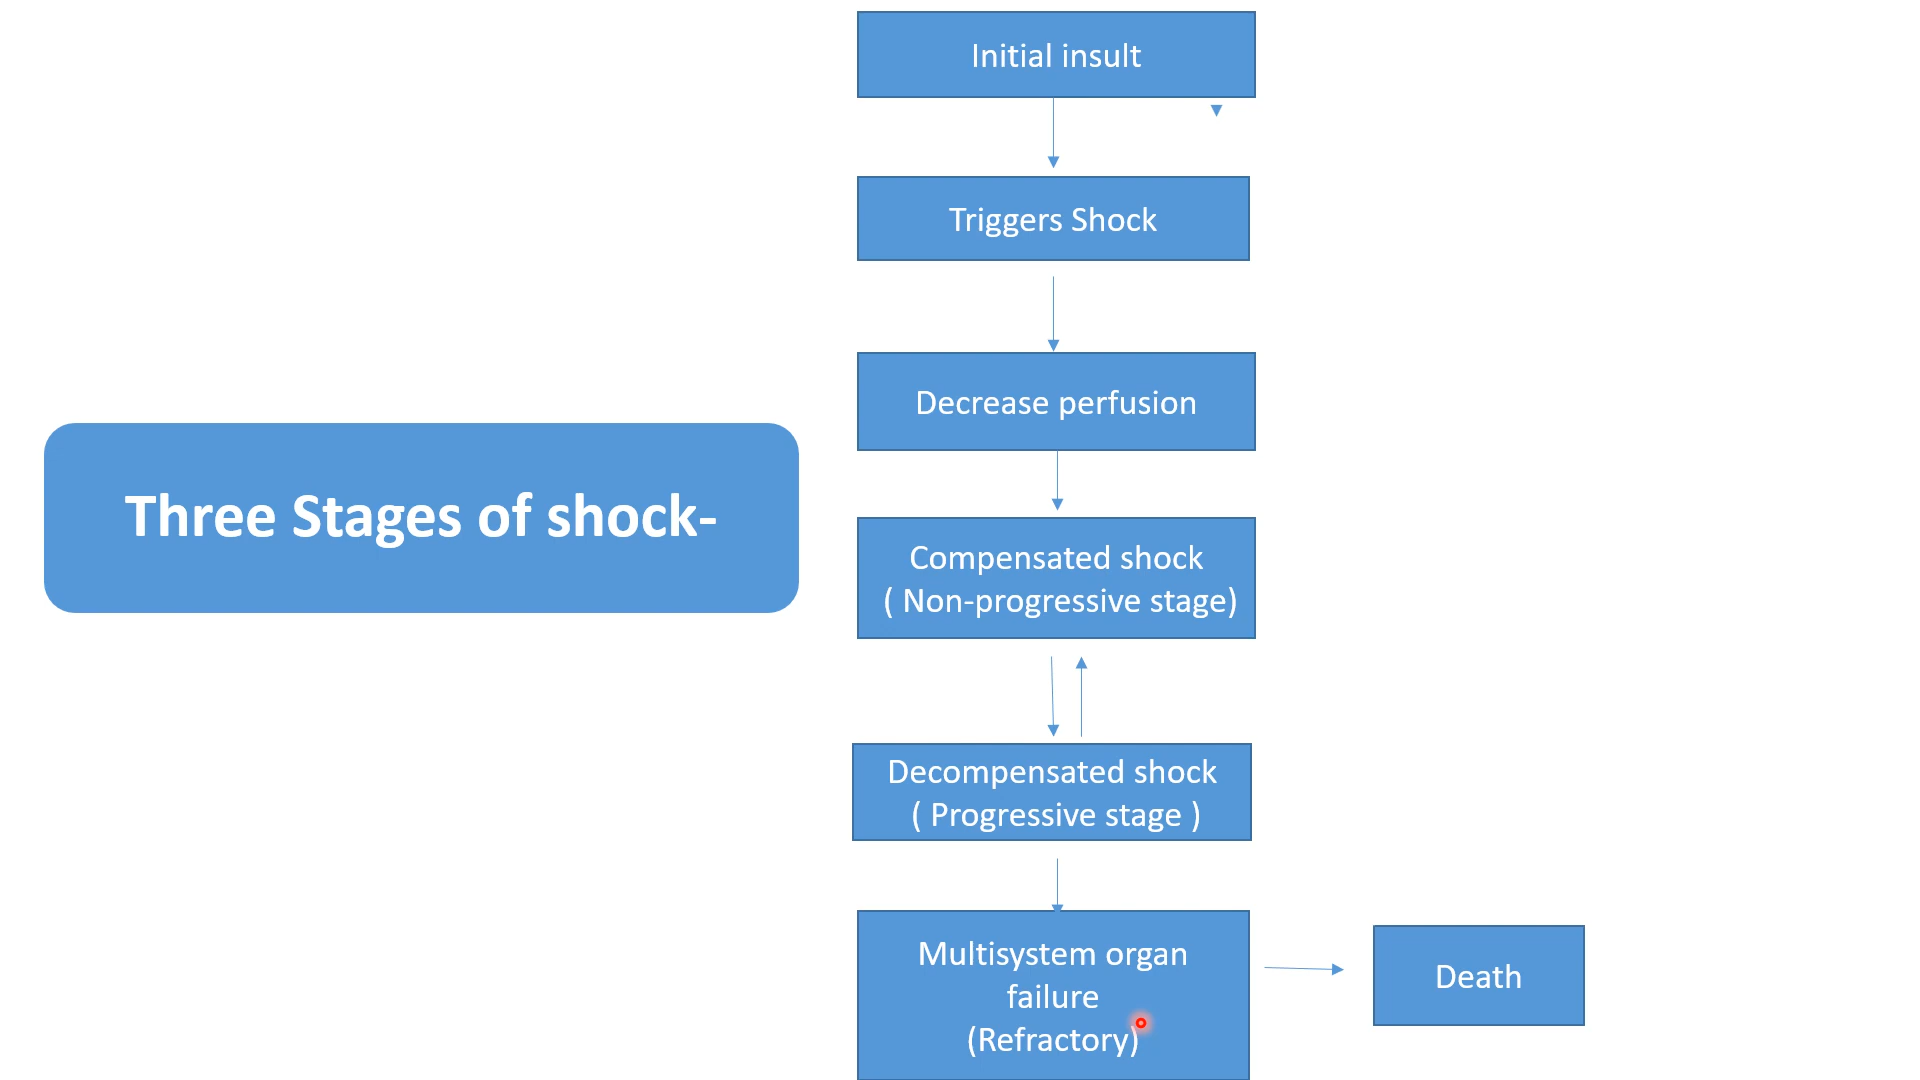 Initial insult
Triggers Shock
Decrease perfusion
Three Stages of shock-
Compensated shock
( Non-progressive stage)
Decompensated shock
( Progressive stage )
Multisystem organ
failure
(Refractory)
Death